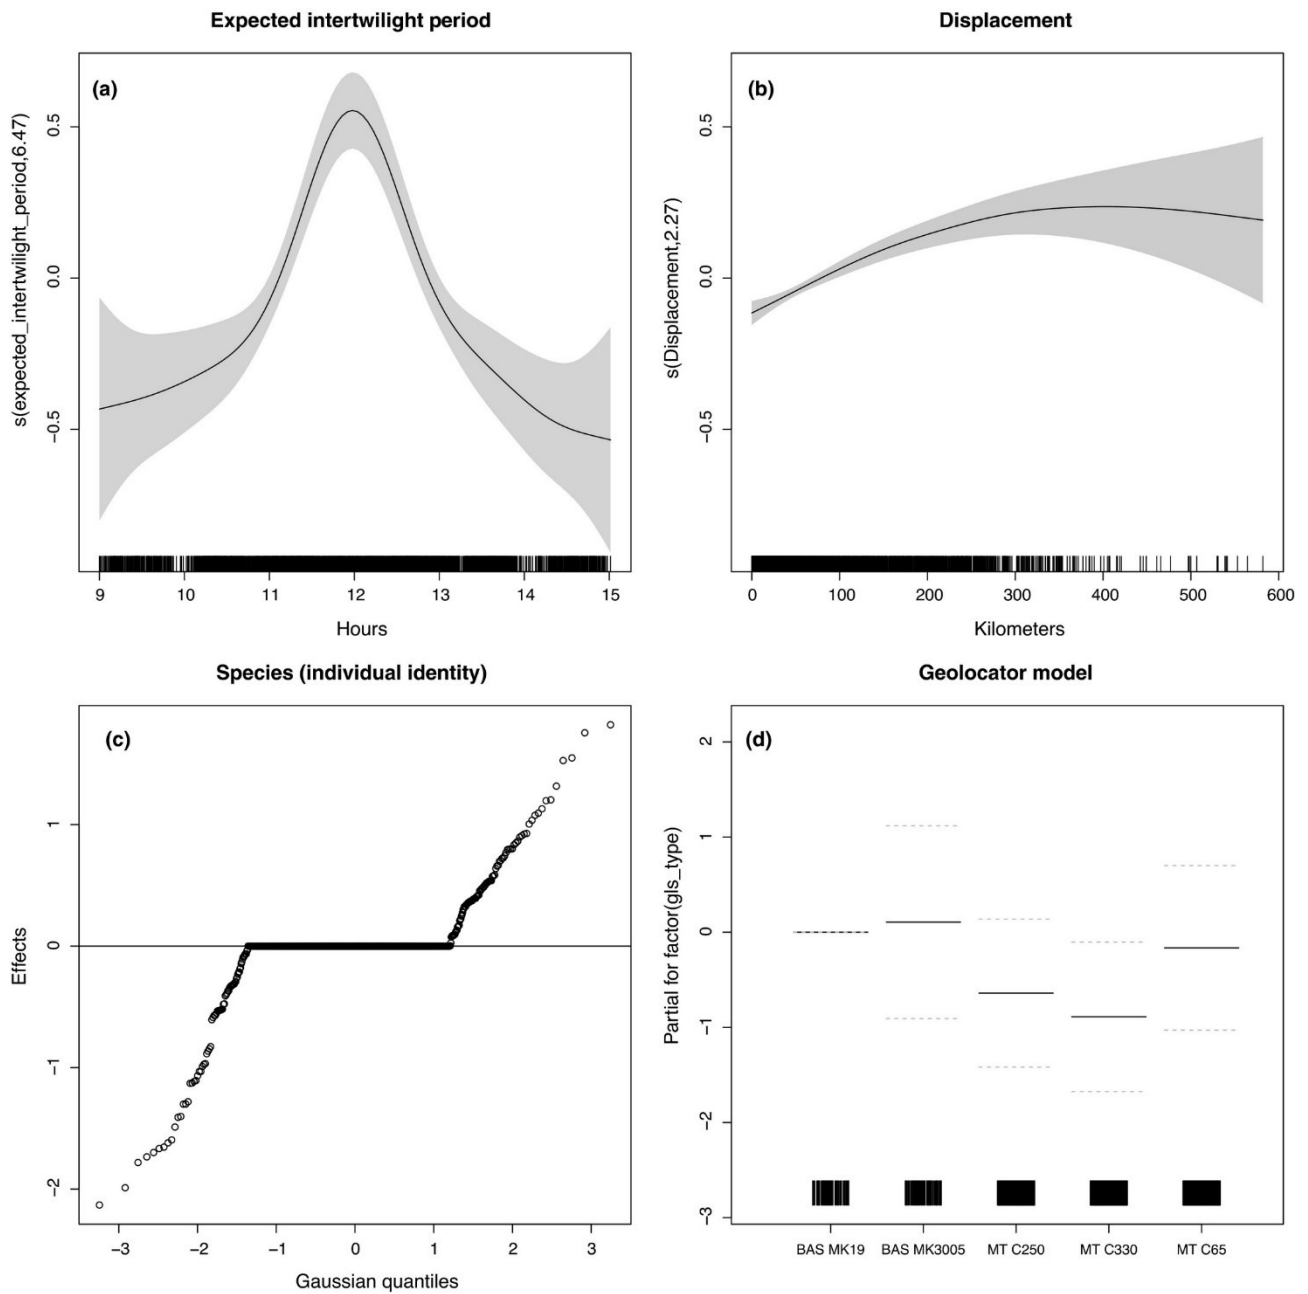 Expected intertwilight period
(a)
s(expected_intertwilight_period,6.47)
0.5
0.0
−0.5
9 10 11 12 13 14 15
Hours
Displacement
(b)
s(Displacement,2.27)
0.5
0.0
−0.5
0 100 200 300 400 500 600
Kilometers
Species (individual identity)
(c)
Effects
1
0
−1
−2
−3 −2 −1 0 1 2 3
Gaussian quantiles
Geolocator model
(d)
Partial for factor(gls_type)
2
1
0
−1
−2
−3
BAS MK19 BAS MK3005 MT C250 MT C330 MT C65